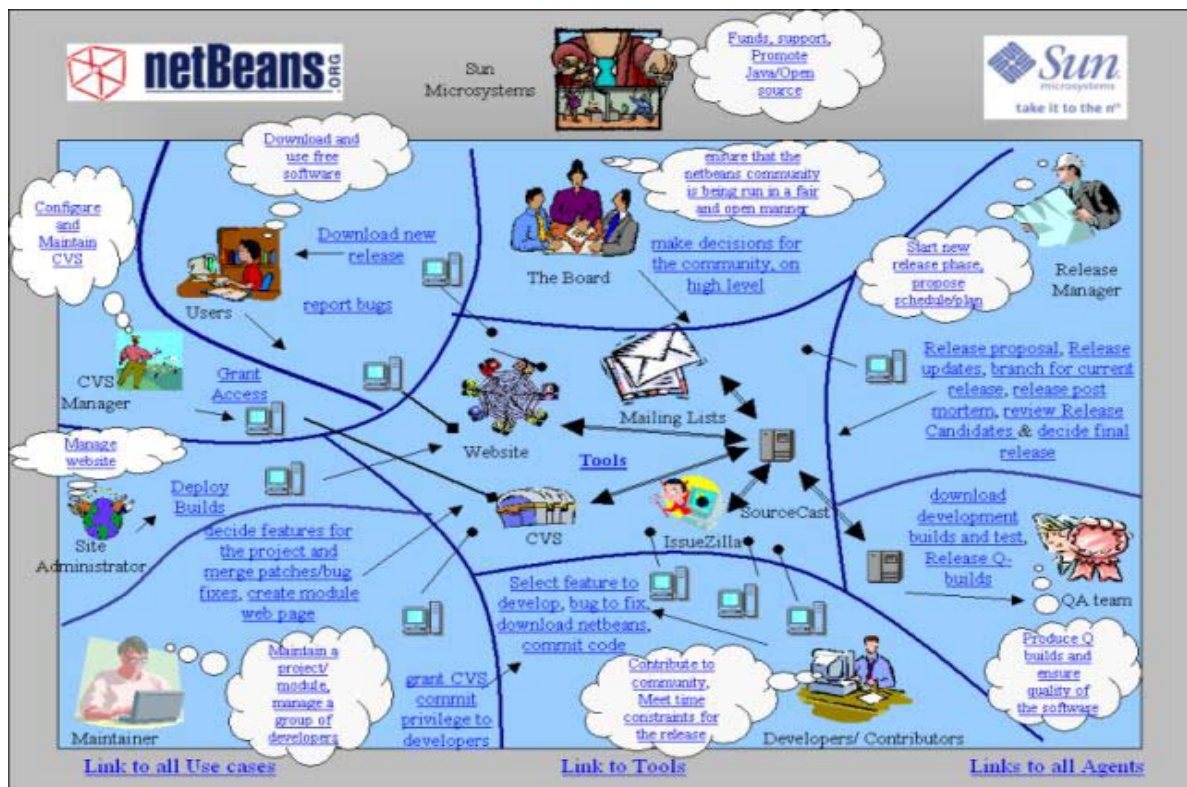 netBeans.ORG
Sun
Microsystems
Funds, support,
Promote
Java/Open
source
Sun
microsystems
take it to the nth
Download and
use free
software
ensure that the
netbeans community
is being run in a fair
and open manner
Configure
and
Maintain
CVS
Download new
release
report bugs
Users
The Board
make decisions for
the community, on
high level
Start new
release phase,
propose
schedule/plan
Release
Manager
CVS
Manager
Grant
Access
Release proposal, Release
updates, branch for current
release, release post
mortem, review Release
Candidates & decide final
release
Mailing Lists
Website
Tools
Manage
website
Deploy
Builds
Site
Administrator
CVS
IssueZilla
SourceCast
download
development
builds and test,
Release Q-
builds
QA team
decide features for
the project and
merge patches/bug
fixes, create module
web page
Select feature to
develop, bug to fix,
download netbeans,
commit code
Maintain a
project/
module,
manage a
group of
developers
Maintainer
grant CVS
commit
privilege to
developers
Contribute to
community,
Meet time
constraints for
the release
Developers/ Contributors
Produce Q
builds and
ensure
quality of
the software
Link to all Use cases
Link to Tools
Links to all Agents